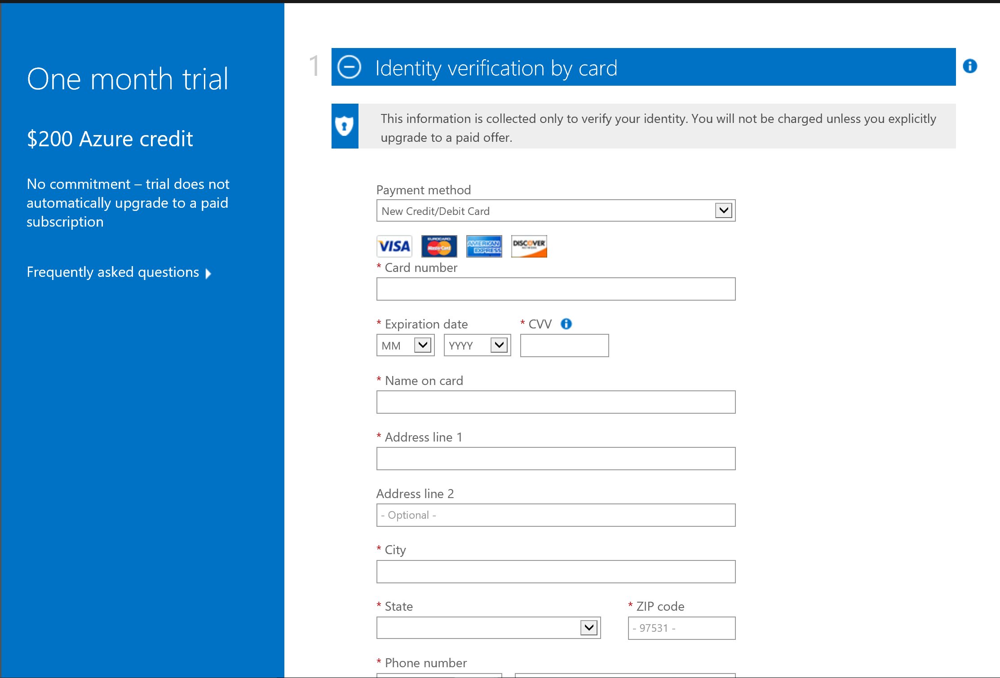 One month trial
$200 Azure credit
No commitment – trial does not
automatically upgrade to a paid
subscription
Frequently asked questions
1
Identity verification by card
This information is collected only to verify your identity. You will not be charged unless you explicitly
upgrade to a paid offer.
Payment method
New Credit/Debit Card
VISA EUROCARD MasterCard AMERICAN EXPRESS DISCOVER NETWORK
* Card number
* Expiration date * CVV
MM YYYY
* Name on card
* Address line 1
Address line 2
- Optional -
* City
* State * ZIP code
- 97531 -
* Phone number